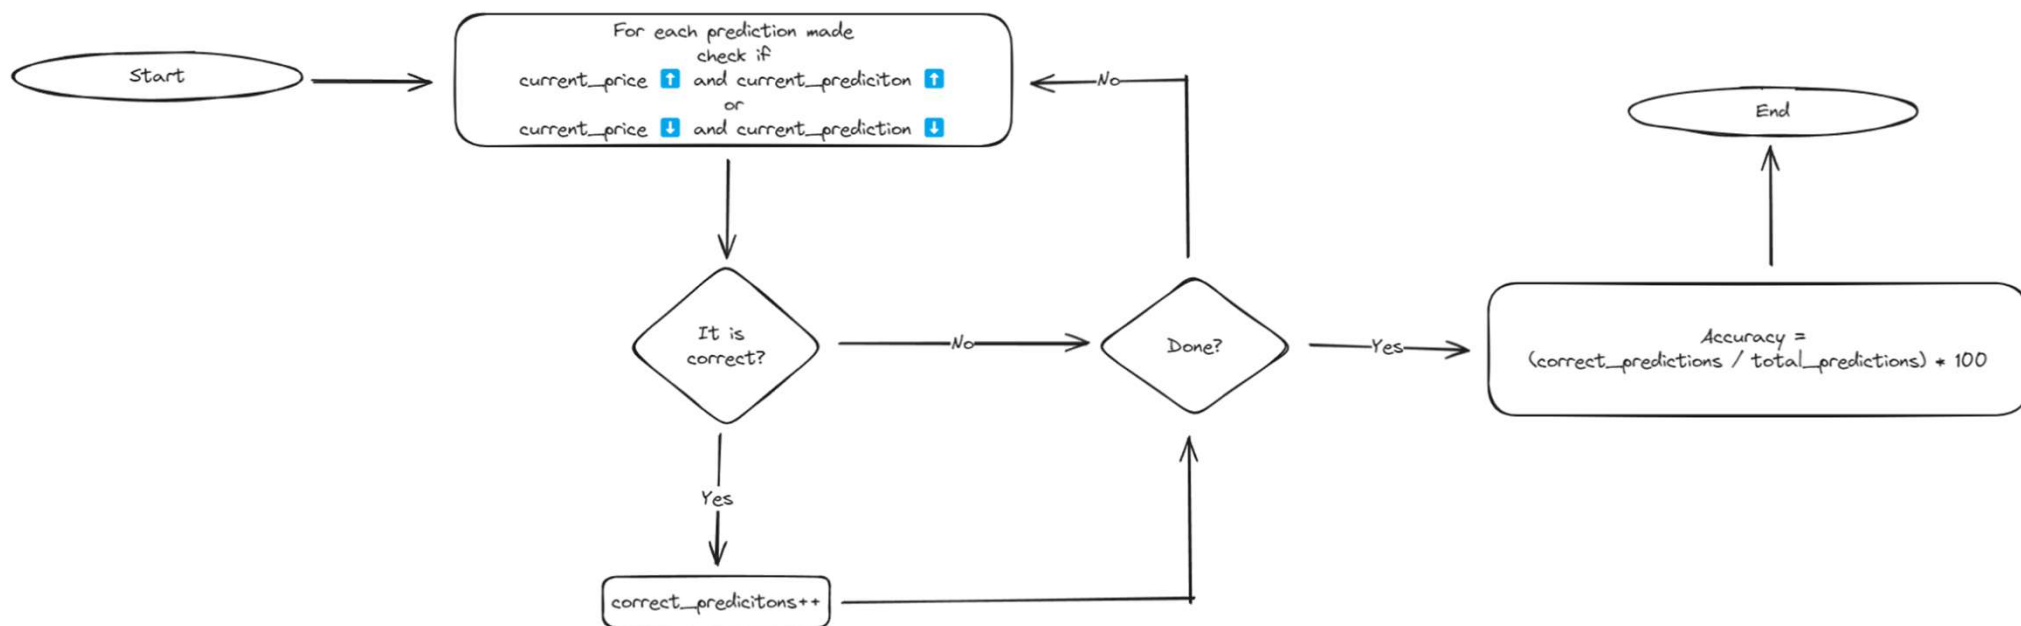 Start
For each prediction made
check if
current_price ⬆️ and current_prediciton ⬆️
or
current_price ⬇️ and current_prediction ⬇️
No
End
It is
correct?
No
Done?
Yes
Accuracy =
(correct_predictions / total_predictions) * 100
Yes
correct_predicitons++